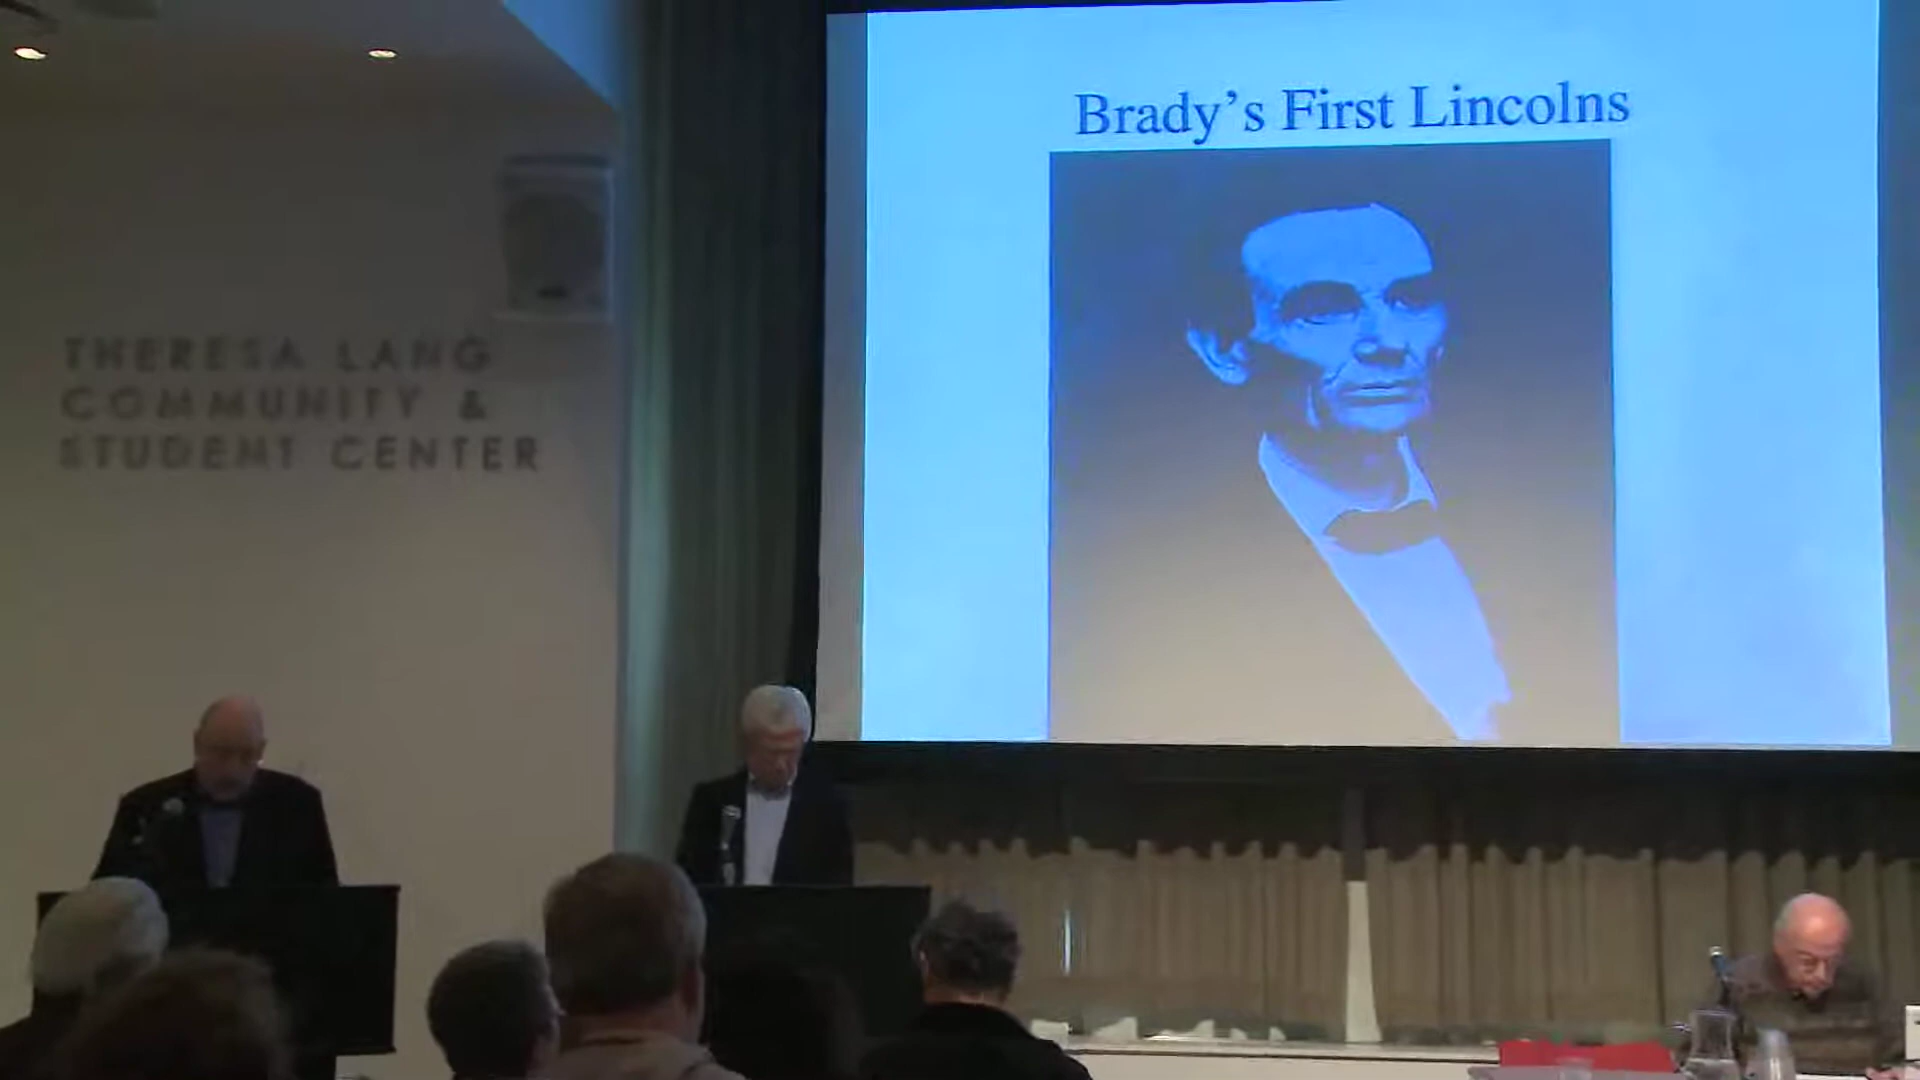 Brady's First Lincolns
THERESA LANG
COMMUNITY &
STUDENT CENTER